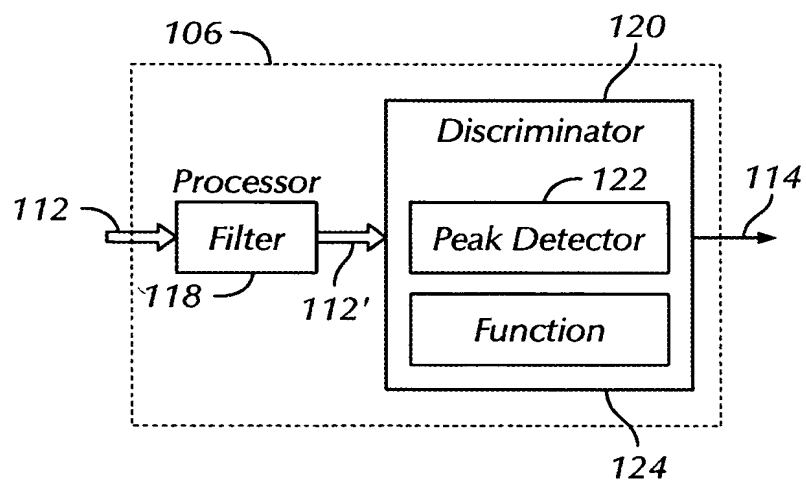 106
120
Discriminator
Processor
122
114
112
Filter
Peak Detector
118
112'
Function
124